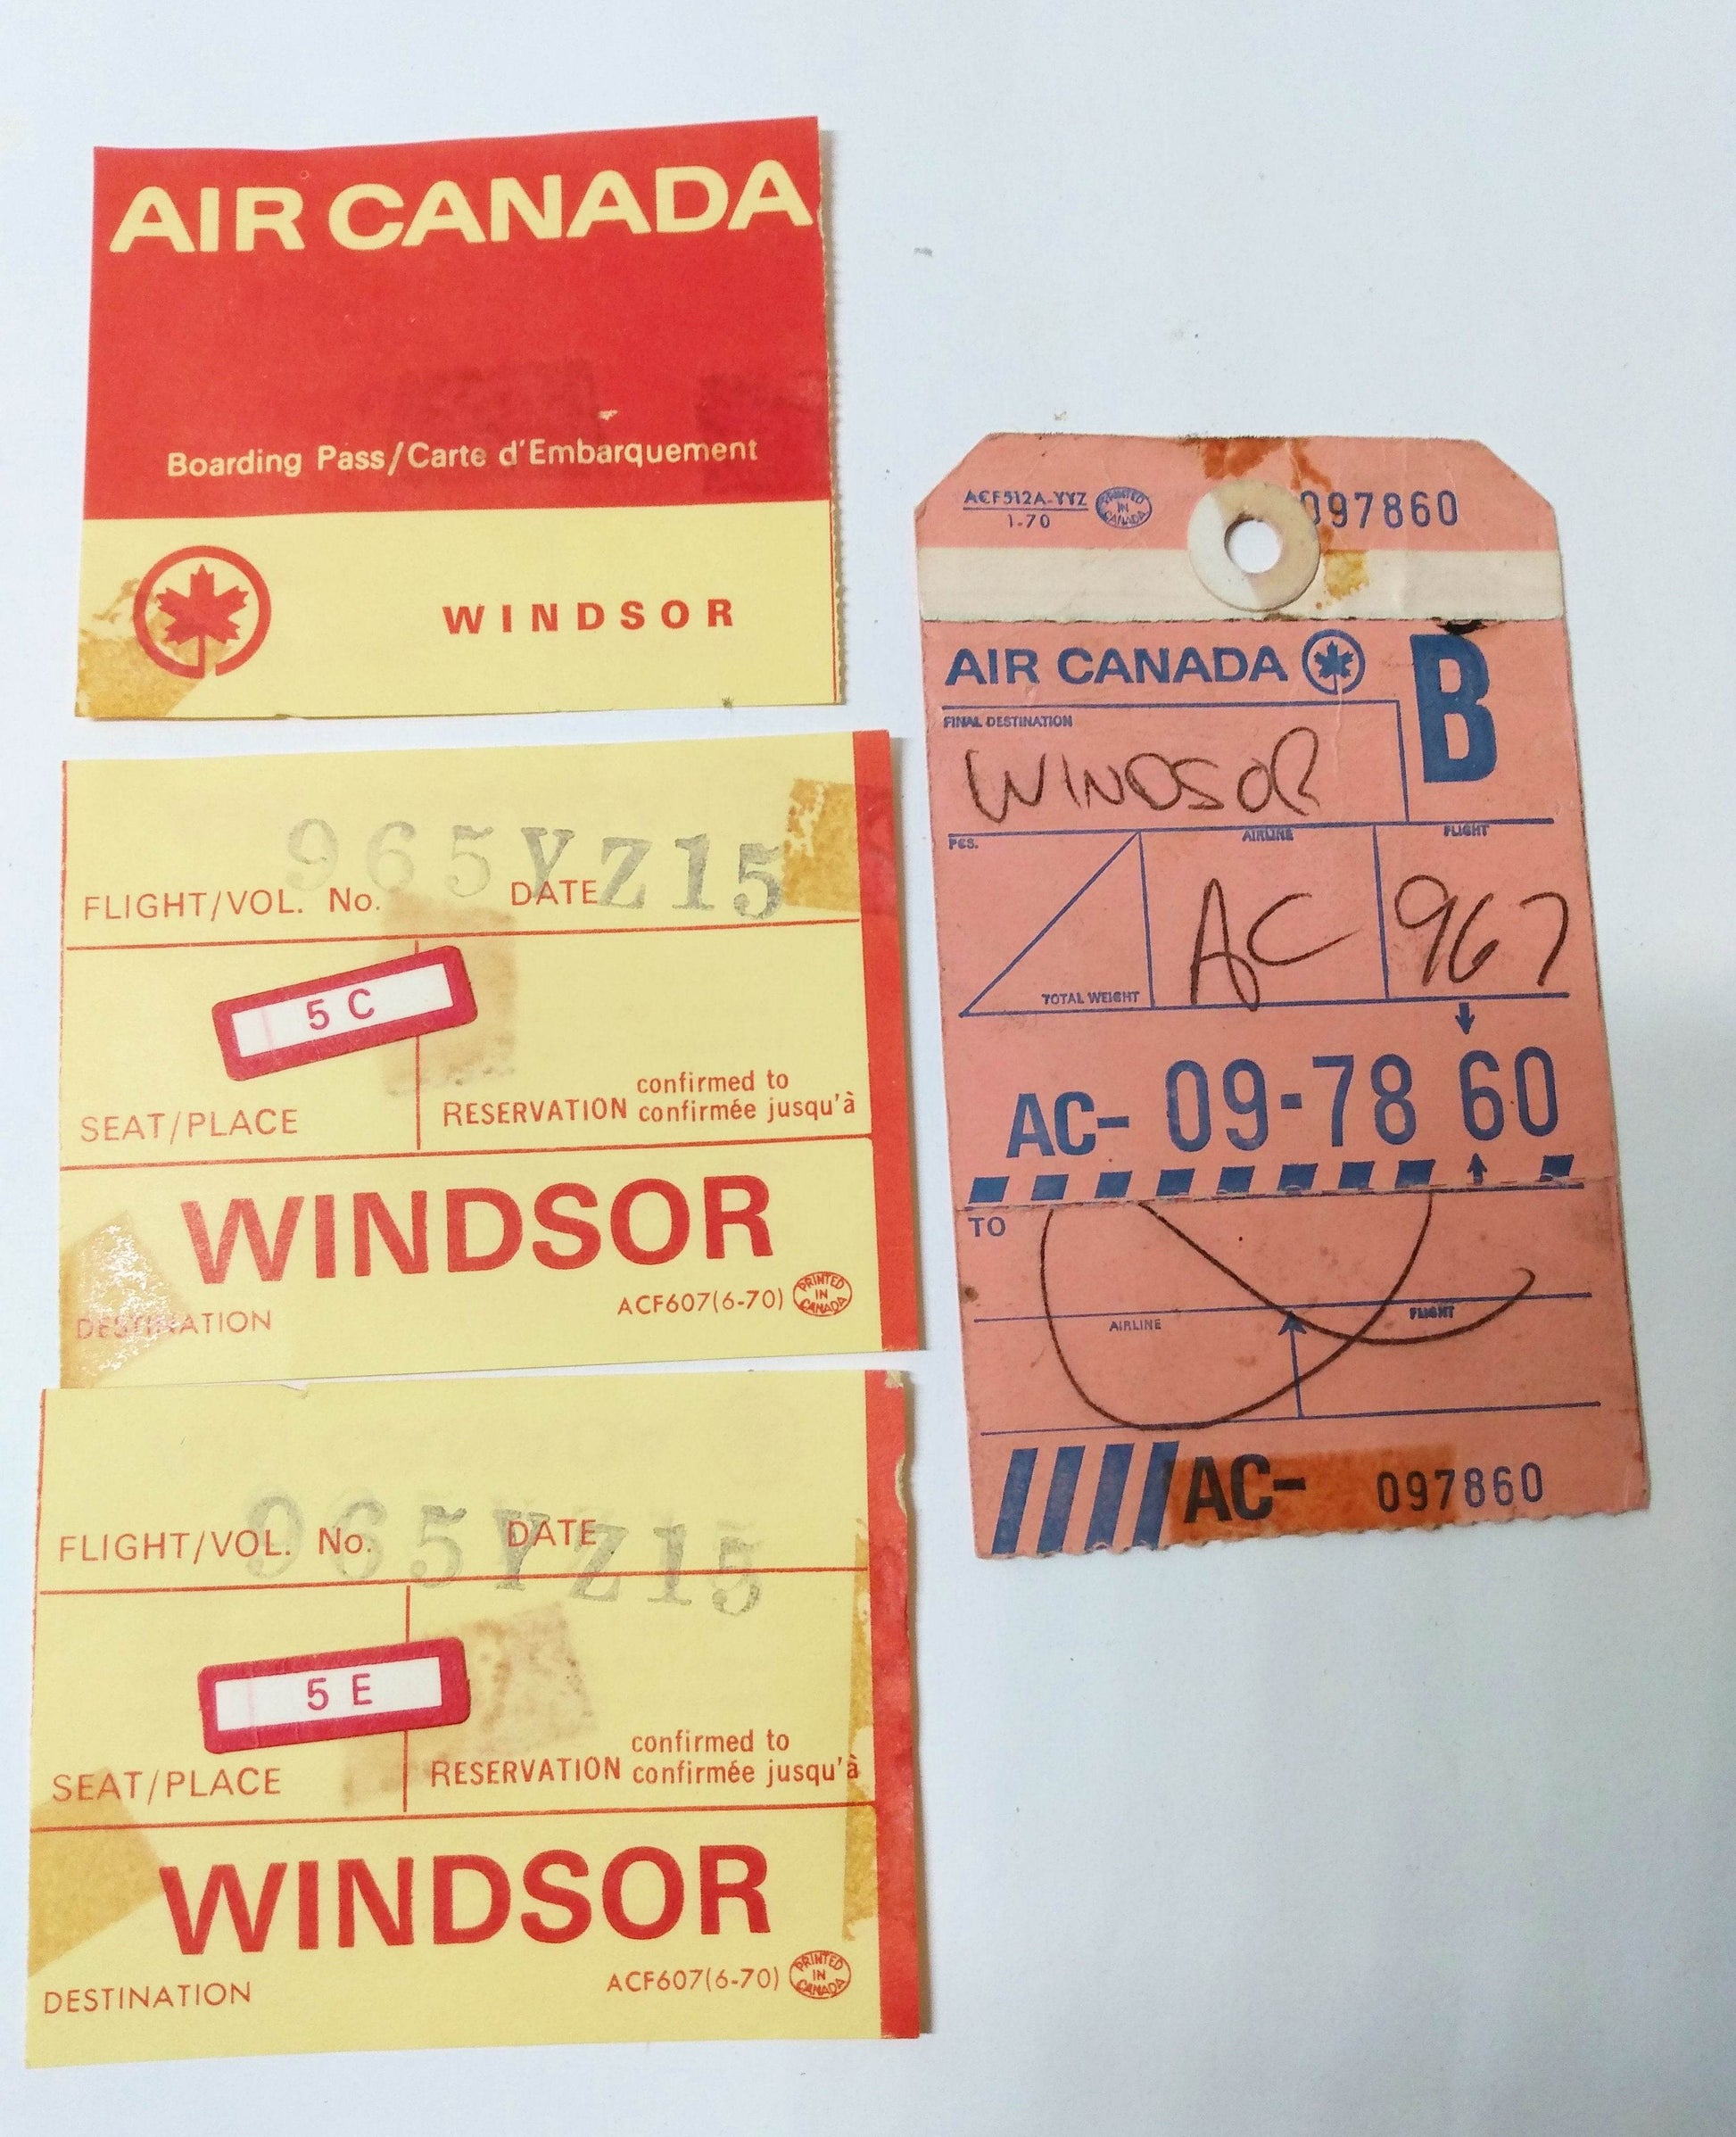 AIR CANADA
Boarding Pass/Carte d'Embarquement
WINDSOR
965YZ15
FLIGHT/VOL. No. DATE
5 C
SEAT/PLACE
confirmed to
RESERVATION confirmée jusqu'à
WINDSOR
DESTINATION
ACF607(6-70) PRINTED IN CANADA
965YZ15
FLIGHT/VOL. No. DATE
5 E
SEAT/PLACE
confirmed to
RESERVATION confirmée jusqu'à
WINDSOR
DESTINATION
ACF607(6-70) PRINTED IN CANADA
ACF512A-YYZ
1-70
PRINTED IN CANADA
097860
AIR CANADA B
FINAL DESTINATION
WINDSOR
PCS. AIRLINE FLIGHT
AC 967
TOTAL WEIGHT
AC- 09-78 60
TO
AIRLINE FLIGHT
AC- 097860